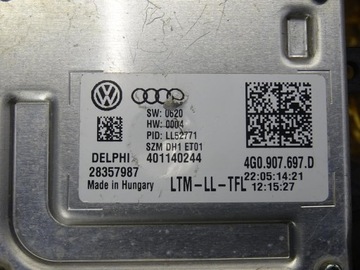 SW: 0620
HW: 0004
PID: LL52771
SZM DH1 ET01
DELPHI 401140244
28357987
Made in Hungary
LTM-LL-TFL
4G0.907.697.D
22:05:14:21
12:15:27